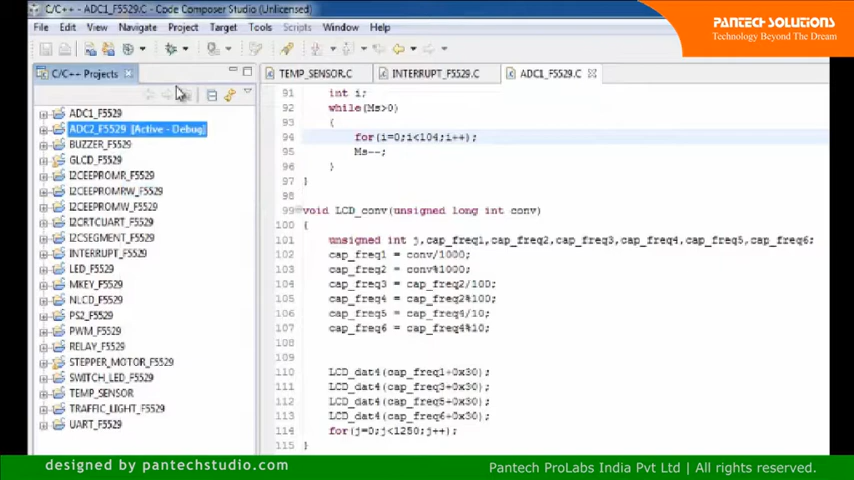 C/C++ - ADC1_F5529.C - Code Composer Studio (Unlicensed)
PANTECH SOLUTIONS
Technology Beyond The Dream
File Edit View Navigate Project Target Tools Scripts Window Help
C/C++ Projects
TEMP_SENSOR.C
INTERRUPT_F5529.C
ADC1_F5529.C
ADC1_F5529
ADC2_F5529 [Active - Debug]
BUZZER_F5529
GLCD_F5529
I2CEEPROMR_F5529
I2CEEPROMRW_F5529
I2CEEPROMW_F5529
I2CRTCUART_F5529
I2CSEGMENT_F5529
INTERRUPT_F5529
LED_F5529
MKEY_F5529
NLCD_F5529
PS2_F5529
PWM_F5529
RELAY_F5529
STEPPER_MOTOR_F5529
SWITCH_LED_F5529
TEMP_SENSOR
TRAFFIC_LIGHT_F5529
UART_F5529
91 int i;
92 while(Ms>0)
93 {
94 for(i=0;i<104;i++);
95 Ms--;
96 }
97 }
98
99 void LCD_conv(unsigned long int conv)
100 {
101 unsigned int j,cap_freq1,cap_freq2,cap_freq3,cap_freq4,cap_freq5,cap_freq6;
102 cap_freq1 = conv/1000;
103 cap_freq2 = conv%1000;
104 cap_freq3 = cap_freq2/100;
105 cap_freq4 = cap_freq2%100;
106 cap_freq5 = cap_freq4/10;
107 cap_freq6 = cap_freq4%10;
108
109
110 LCD_dat4(cap_freq1+0x30);
111 LCD_dat4(cap_freq3+0x30);
112 LCD_dat4(cap_freq5+0x30);
113 LCD_dat4(cap_freq6+0x30);
114 for(j=0;j<1250;j++);
115 }
designed by pantechstudio.com
Pantech ProLabs India Pvt Ltd | All rights reserved.